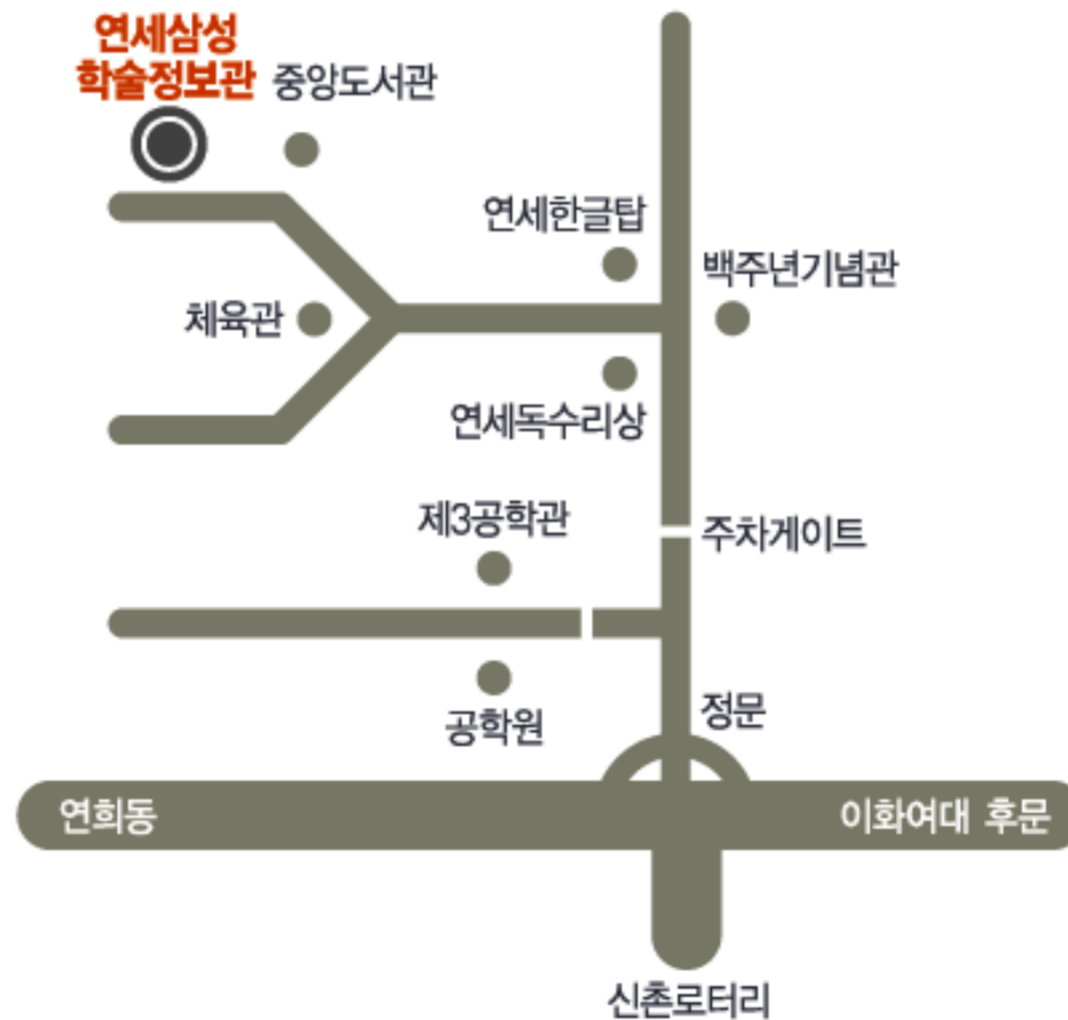 연세삼성
학술정보관
중앙도서관
연세한글탑
백주년기념관
체육관
연세독수리상
제3공학관
주차게이트
정문
공학원
연희동
이화여대 후문
신촌로터리